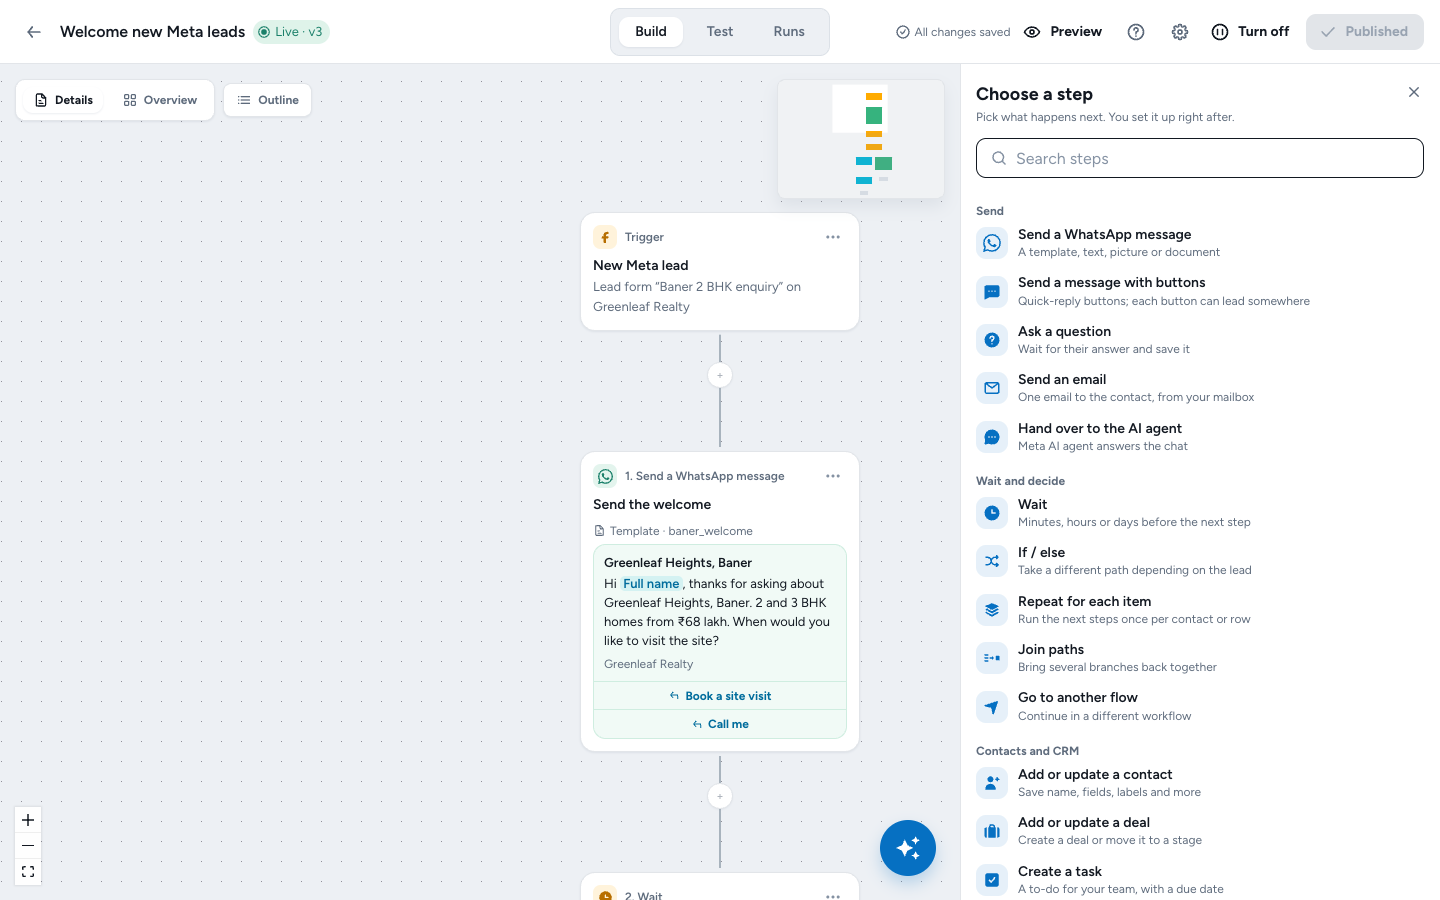 Welcome new Meta leads
Live · v3
Build
Test
Runs
All changes saved
Preview
Turn off
Published
Details
Overview
Outline
Trigger
New Meta lead
Lead form “Baner 2 BHK enquiry” on
Greenleaf Realty
1. Send a WhatsApp message
Send the welcome
Template · baner_welcome
Greenleaf Heights, Baner
Hi Full name, thanks for asking about
Greenleaf Heights, Baner. 2 and 3 BHK
homes from ₹68 lakh. When would you
like to visit the site?
Greenleaf Realty
Book a site visit
Call me
2. Wait
Choose a step
Pick what happens next. You set it up right after.
Search steps
Send
Send a WhatsApp message
A template, text, picture or document
Send a message with buttons
Quick-reply buttons; each button can lead somewhere
Ask a question
Wait for their answer and save it
Send an email
One email to the contact, from your mailbox
Hand over to the AI agent
Meta AI agent answers the chat
Wait and decide
Wait
Minutes, hours or days before the next step
If / else
Take a different path depending on the lead
Repeat for each item
Run the next steps once per contact or row
Join paths
Bring several branches back together
Go to another flow
Continue in a different workflow
Contacts and CRM
Add or update a contact
Save name, fields, labels and more
Add or update a deal
Create a deal or move it to a stage
Create a task
A to-do for your team, with a due date